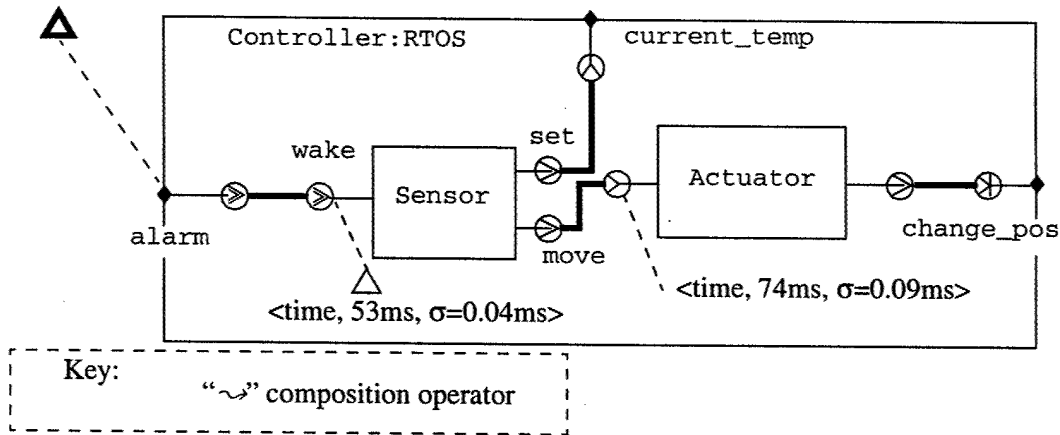 Controller:RTOS
current_temp
set
wake
Sensor
Actuator
alarm
move
change_pos
<time, 53ms, σ=0.04ms>
<time, 74ms, σ=0.09ms>
Key:
“⤳” composition operator